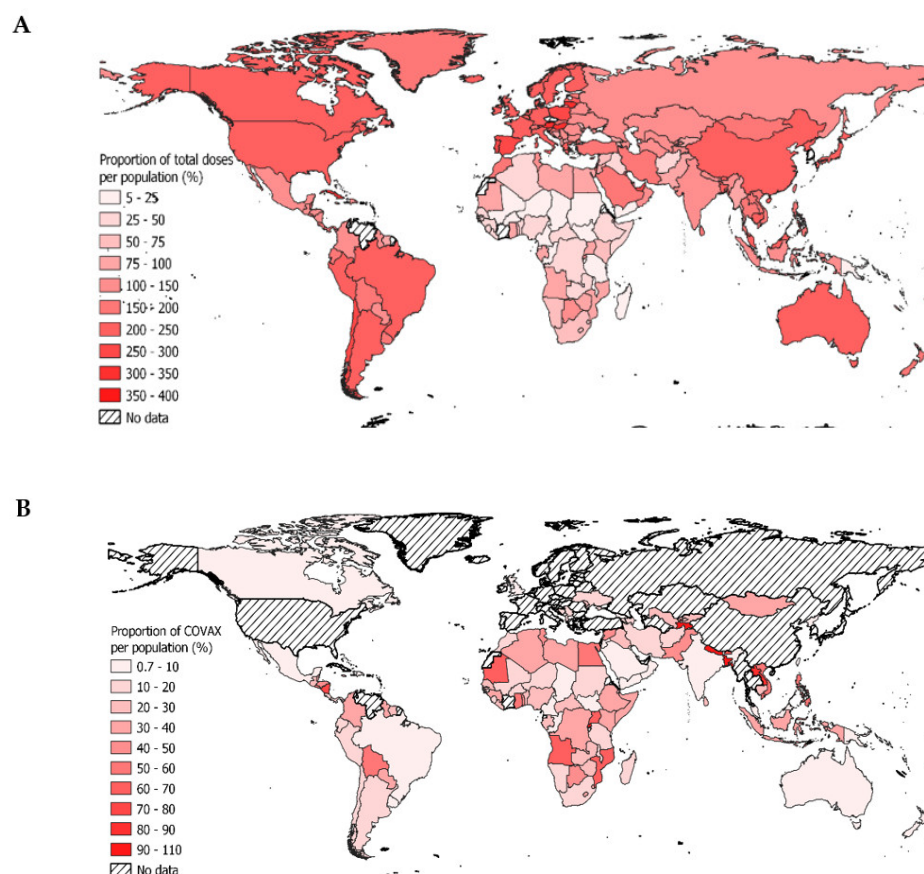 A
Proportion of total doses
per population (%)
5 - 25
25 - 50
50 - 75
75 - 100
100 - 150
150 - 200
200 - 250
250 - 300
300 - 350
350 - 400
No data
B
Proportion of COVAX
per population (%)
0.7 - 10
10 - 20
20 - 30
30 - 40
40 - 50
50 - 60
60 - 70
70 - 80
80 - 90
90 - 110
No data